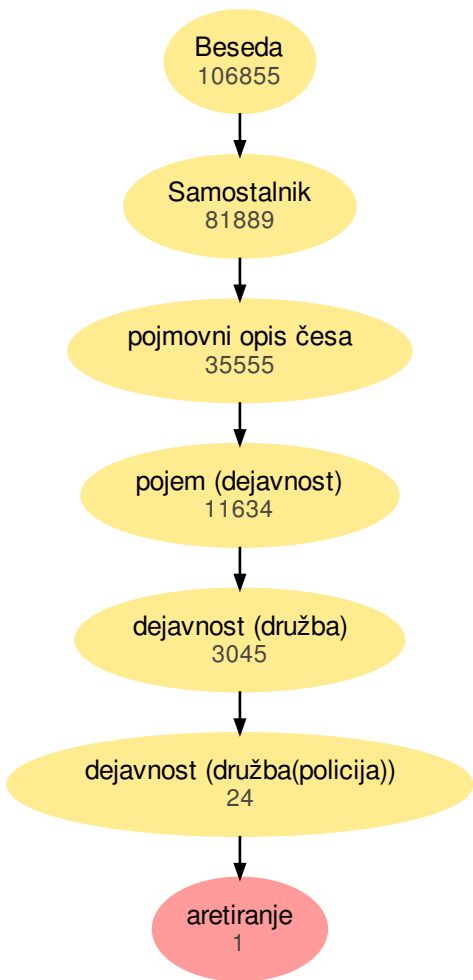 Beseda
106855
Samostalnik
81889
pojmovni opis česa
35555
pojem (dejavnost)
11634
dejavnost (družba)
3045
dejavnost (družba(policija))
24
aretiranje
1